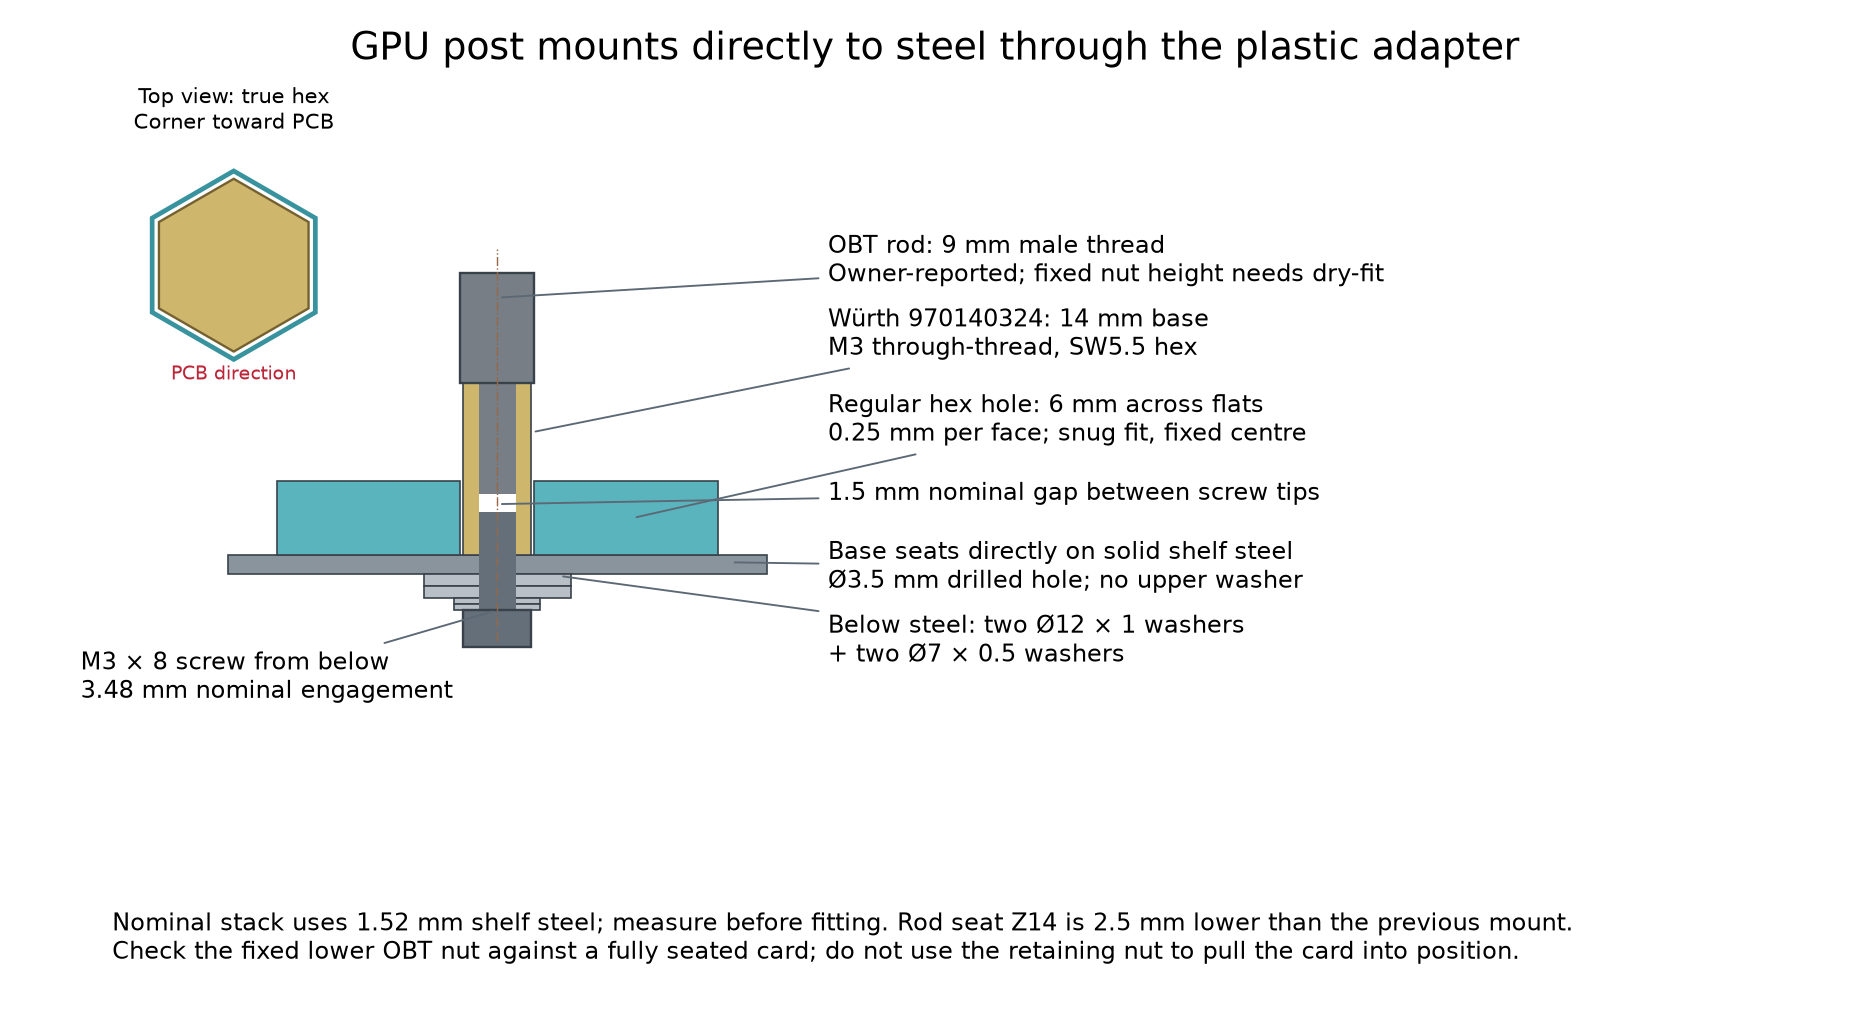 GPU post mounts directly to steel through the plastic adapter
Top view: true hex
Corner toward PCB
PCB direction
OBT rod: 9 mm male thread
Owner-reported; fixed nut height needs dry-fit
Würth 970140324: 14 mm base
M3 through-thread, SW5.5 hex
Regular hex hole: 6 mm across flats
0.25 mm per face; snug fit, fixed centre
1.5 mm nominal gap between screw tips
Base seats directly on solid shelf steel
Ø3.5 mm drilled hole; no upper washer
Below steel: two Ø12 × 1 washers
+ two Ø7 × 0.5 washers
M3 × 8 screw from below
3.48 mm nominal engagement
Nominal stack uses 1.52 mm shelf steel; measure before fitting. Rod seat Z14 is 2.5 mm lower than the previous mount.
Check the fixed lower OBT nut against a fully seated card; do not use the retaining nut to pull the card into position.